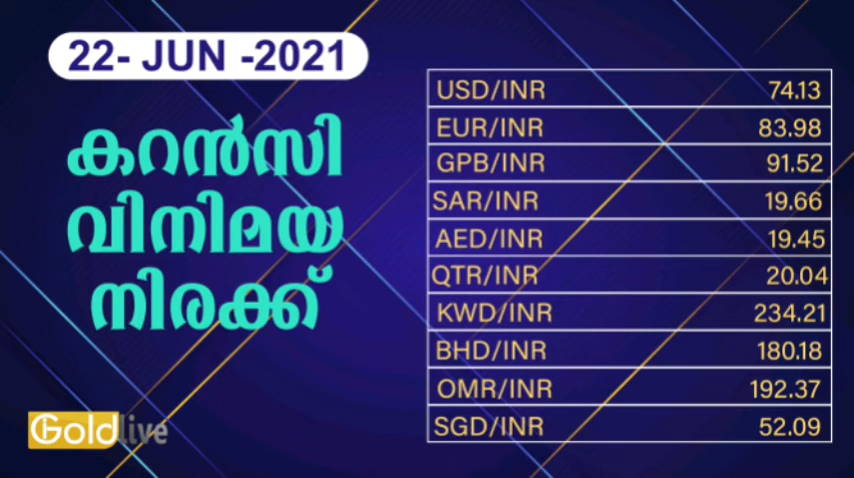 22- JUN -2021
കറൻസി
വിനിമയ
നിരക്ക്
USD/INR 74.13
EUR/INR 83.98
GPB/INR 91.52
SAR/INR 19.66
AED/INR 19.45
QTR/INR 20.04
KWD/INR 234.21
BHD/INR 180.18
OMR/INR 192.37
SGD/INR 52.09
Goldlive